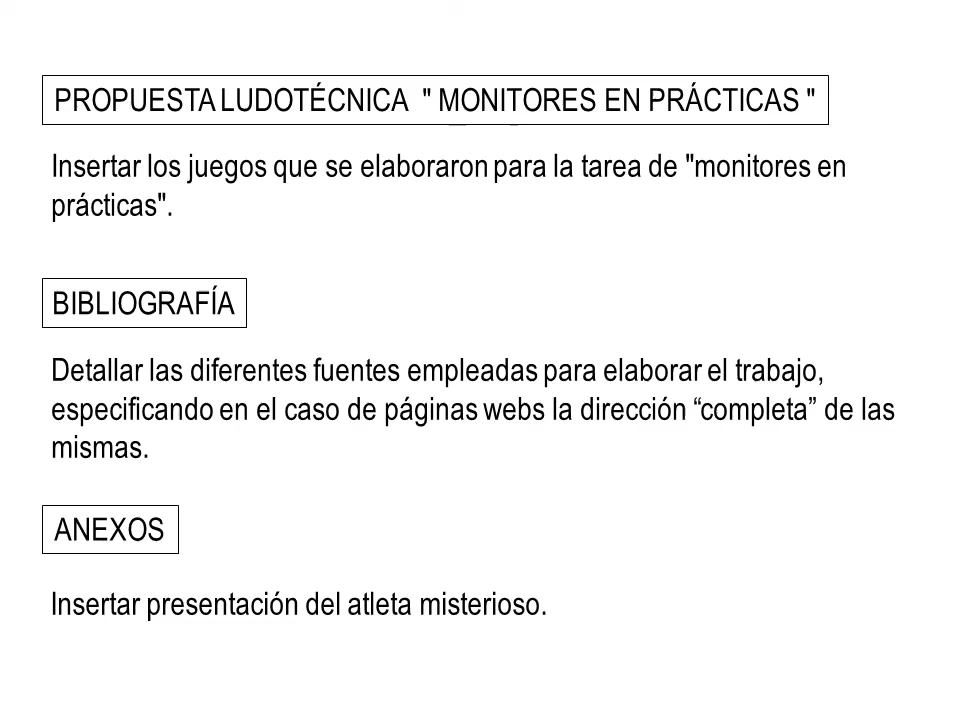 PROPUESTA LUDOTÉCNICA " MONITORES EN PRÁCTICAS "
Insertar los juegos que se elaboraron para la tarea de "monitores en
prácticas".
BIBLIOGRAFÍA
Detallar las diferentes fuentes empleadas para elaborar el trabajo,
especificando en el caso de páginas webs la dirección “completa” de las
mismas.
ANEXOS
Insertar presentación del atleta misterioso.